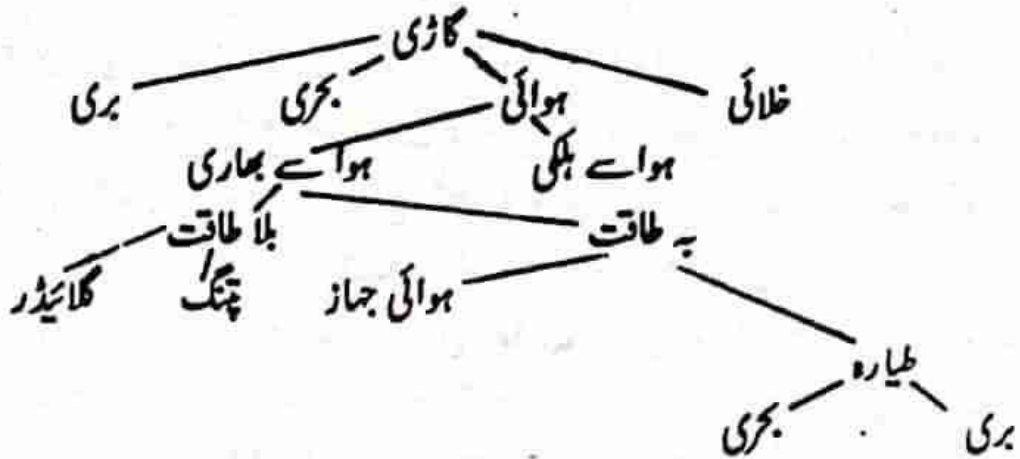 گاڑی
خلائی ہوائی بحری بری
ہوا سے ہلکی ہوا سے بھاری
بہ طاقت بلا طاقت
ہوائی جہاز پتنگ گلائیڈر
طیارہ
بری بحری